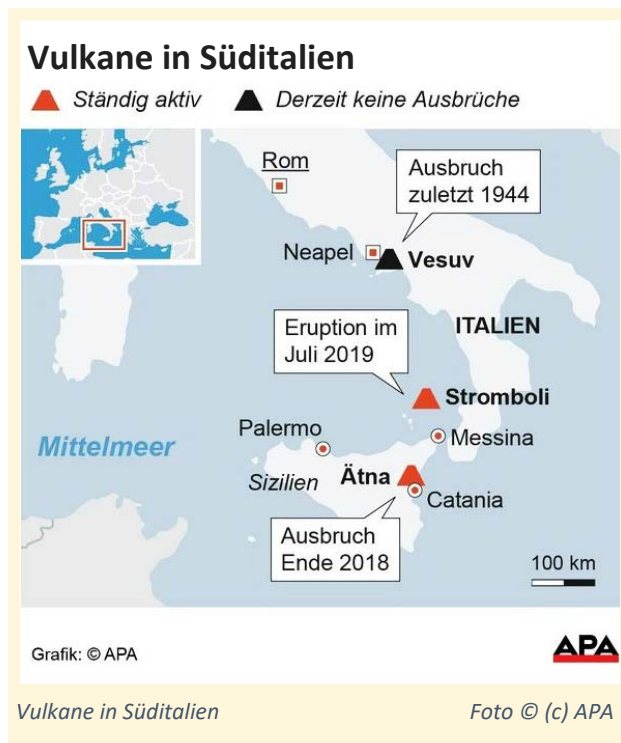 Vulkane in Süditalien
Ständig aktiv Derzeit keine Ausbrüche
Rom
Ausbruch
zuletzt 1944
Neapel
Vesuv
ITALIEN
Eruption im
Juli 2019
Stromboli
Palermo
Messina
Mittelmeer
Sizilien
Ätna
Catania
Ausbruch
Ende 2018
100 km
Grafik: © APA
APA
Vulkane in Süditalien Foto © (c) APA